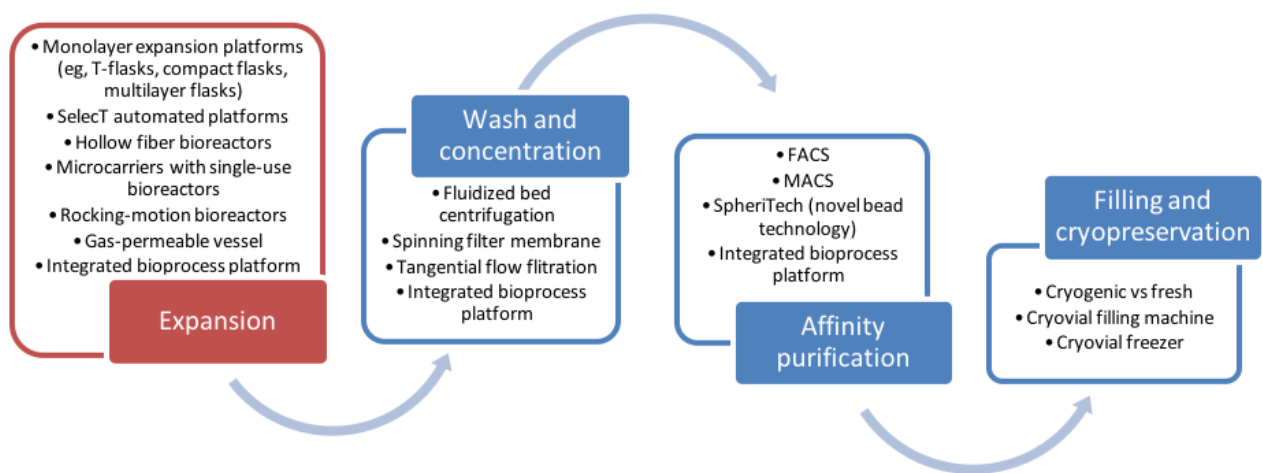 • Monolayer expansion platforms
(eg, T-flasks, compact flasks,
multilayer flasks)
• SelecT automated platforms
• Hollow fiber bioreactors
• Microcarriers with single-use
bioreactors
• Rocking-motion bioreactors
• Gas-permeable vessel
• Integrated bioprocess platform
Expansion
Wash and
concentration
• Fluidized bed
centrifugation
• Spinning filter membrane
• Tangential flow flitration
• Integrated bioprocess
platform
• FACS
• MACS
• SpheriTech (novel bead
technology)
• Integrated bioprocess
platform
Affinity
purification
Filling and
cryopreservation
• Cryogenic vs fresh
• Cryovial filling machine
• Cryovial freezer